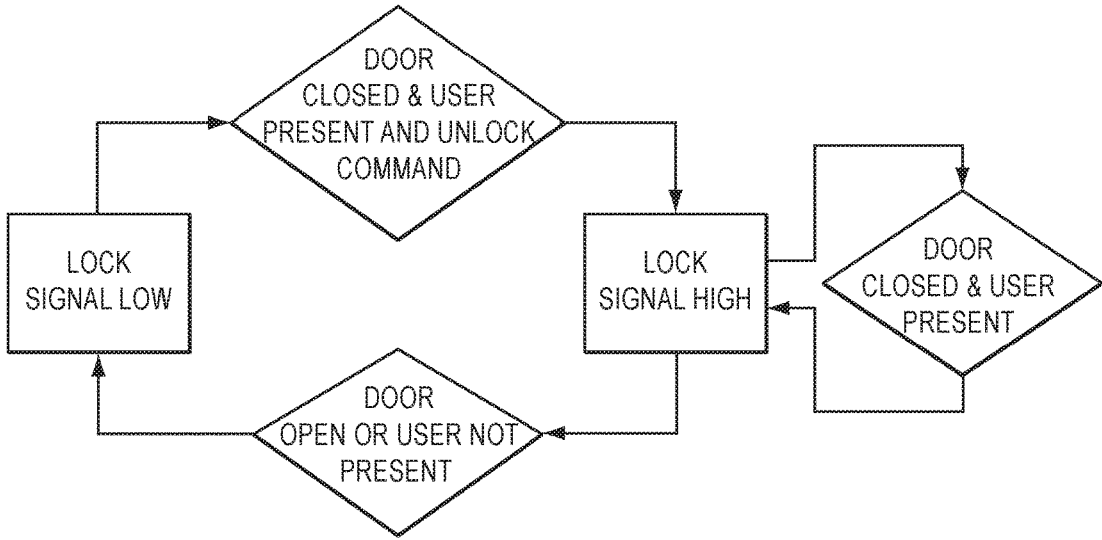 DOOR
CLOSED & USER
PRESENT AND UNLOCK
COMMAND
LOCK
SIGNAL LOW
LOCK
SIGNAL HIGH
DOOR
CLOSED & USER
PRESENT
DOOR
OPEN OR USER NOT
PRESENT